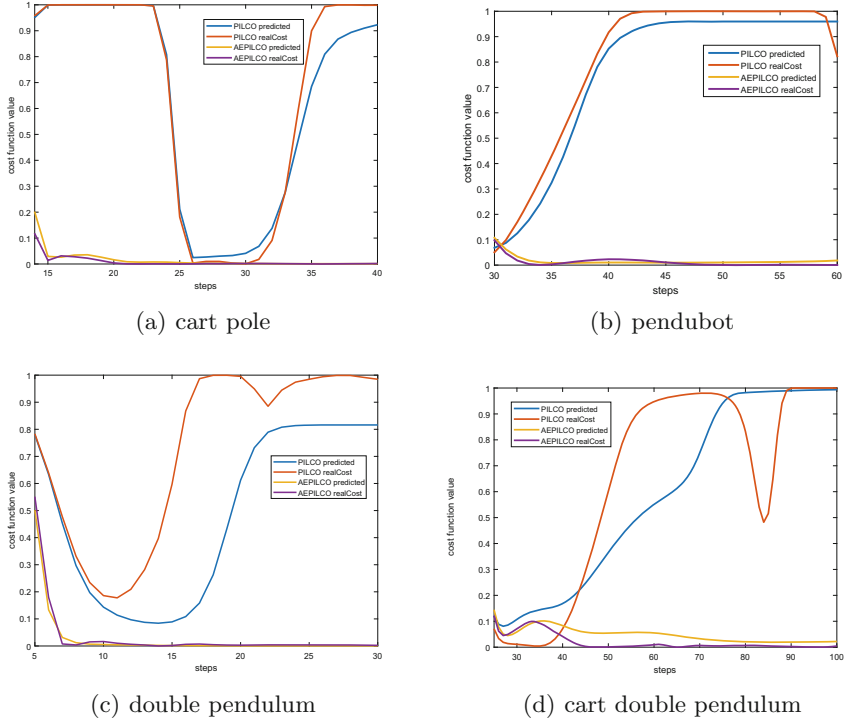 1
0.9
0.8
0.7
0.6
0.5
0.4
0.3
0.2
0.1
0
cost function value
PILCO predicted
PILCO realCost
AEPILCO predicted
AEPILCO realCost
15 20 25 30 35 40
steps
(a) cart pole
1
0.9
0.8
0.7
0.6
0.5
0.4
0.3
0.2
0.1
0
cost function value
PILCO predicted
PILCO realCost
AEPILCO predicted
AEPILCO realCost
30 35 40 45 50 55 60
steps
(b) pendubot
1
0.9
0.8
0.7
0.6
0.5
0.4
0.3
0.2
0.1
0
cost function value
PILCO predicted
PILCO realCost
AEPILCO predicted
AEPILCO realCost
5 10 15 20 25 30
steps
(c) double pendulum
1
0.9
0.8
0.7
0.6
0.5
0.4
0.3
0.2
0.1
0
cost function value
PILCO predicted
PILCO realCost
AEPILCO predicted
AEPILCO realCost
30 40 50 60 70 80 90 100
steps
(d) cart double pendulum